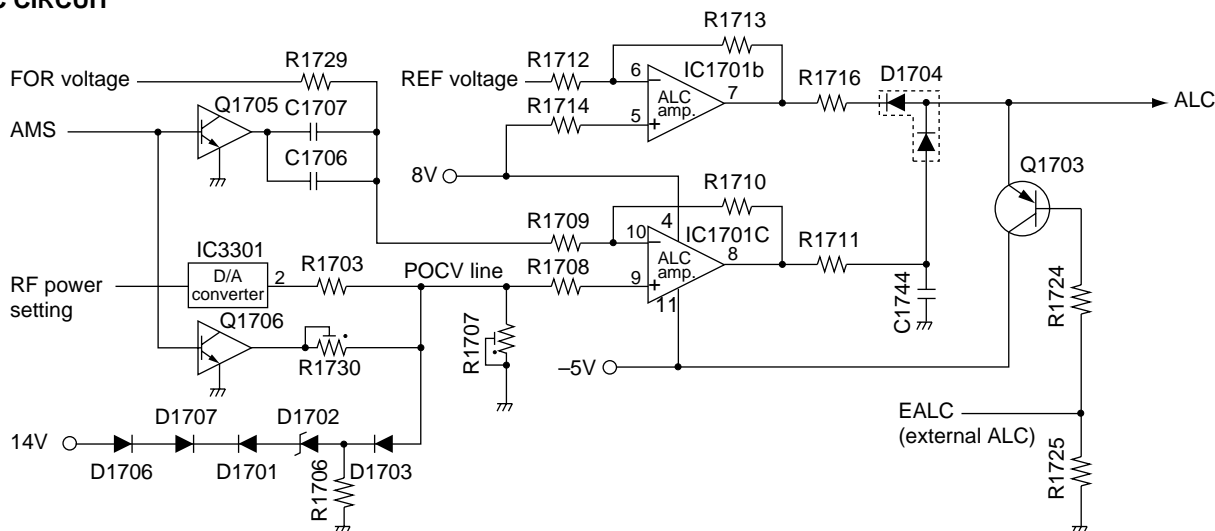 C CIRCUIT
R1713
FOR voltage
R1729
REF voltage
R1712
6
IC1701b
7
R1716
D1704
ALC
Q1705
C1707
R1714
ALC
amp.
5
AMS
C1706
8V
R1710
Q1703
R1709
10
4
IC1701C
8
R1711
IC3301
D/A
converter
2
R1703
POCV line
R1708
9
ALC
amp.
11
RF power
setting
C1744
R1724
Q1706
R1730
R1707
–5V
EALC
(external ALC)
14V
D1707
D1702
D1706
D1701
R1706
D1703
R1725